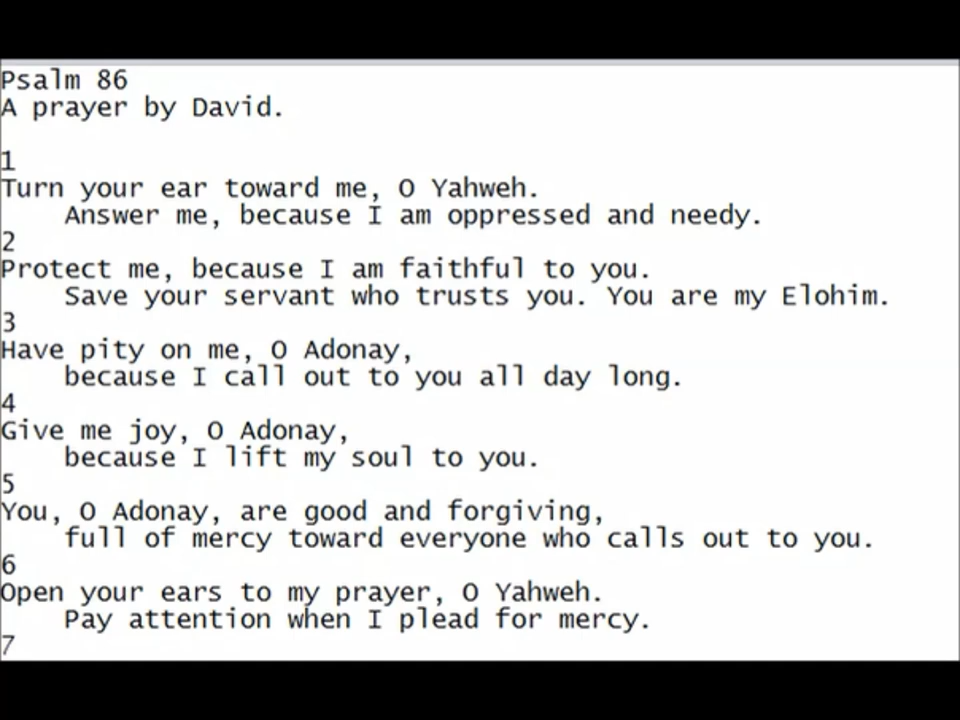 Psalm 86
A prayer by David.
1
Turn your ear toward me, O Yahweh.
Answer me, because I am oppressed and needy.
2
Protect me, because I am faithful to you.
Save your servant who trusts you. You are my Elohim.
3
Have pity on me, O Adonay,
because I call out to you all day long.
4
Give me joy, O Adonay,
because I lift my soul to you.
5
You, O Adonay, are good and forgiving,
full of mercy toward everyone who calls out to you.
6
Open your ears to my prayer, O Yahweh.
Pay attention when I plead for mercy.
7